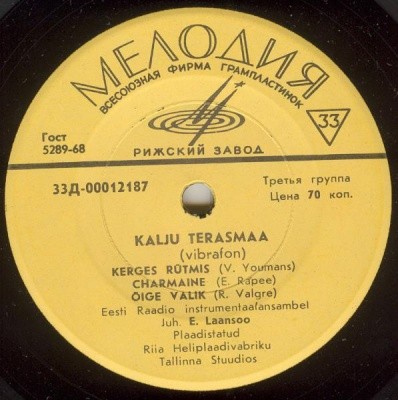 МЕЛОДИЯ
ВСЕСОЮЗНАЯ ФИРМА ГРАМПЛАСТИНОК
33
Гост
5289-68
РИЖСКИЙ ЗАВОД
33Д-00012187
Третья группа
Цена 70 коп.
KALJU TERASMAA
(vibrafon)
KERGES RÜTMIS (V. Youmans)
CHARMAINE (E. Rapee)
ÕIGE VALIK (R. Valgre)
Eesti Raadio instrumentaafansambel
Juh. E. Laansoo
Plaadistatud
Riia Heliplaadivabriku
Tallinna Stuudios